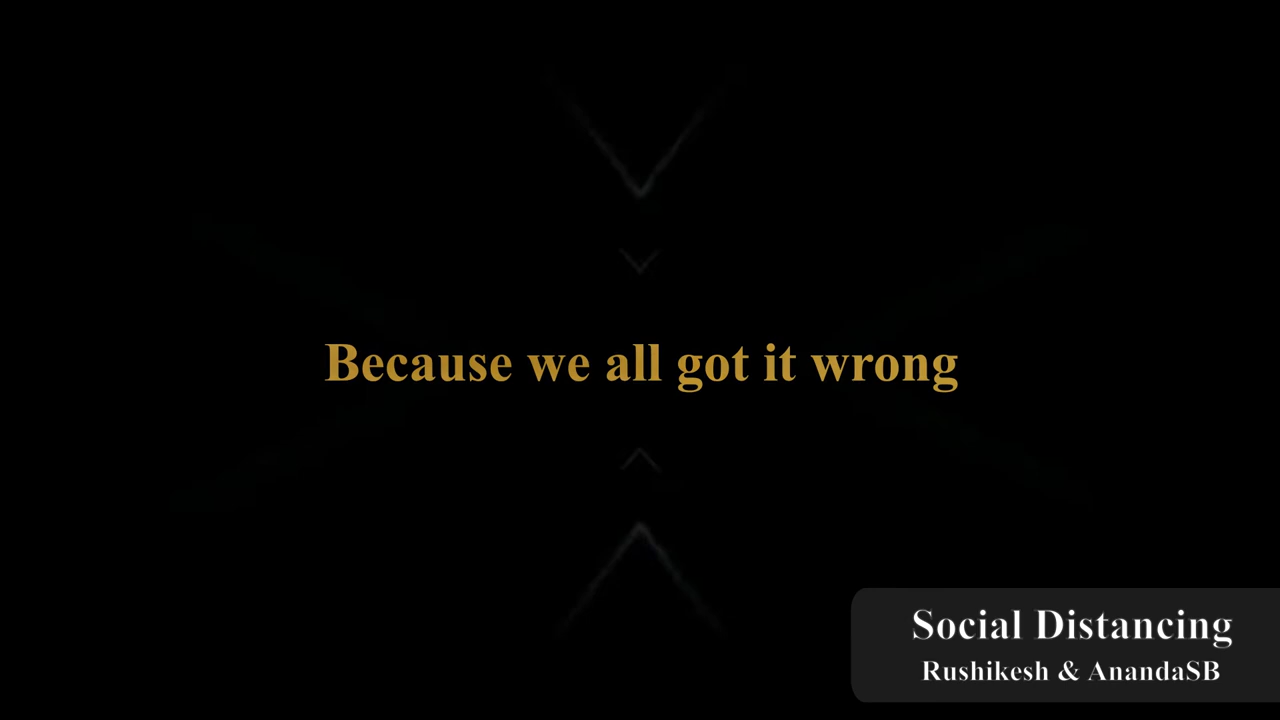 Because we all got it wrong
Social Distancing
Rushikesh & AnandaSB